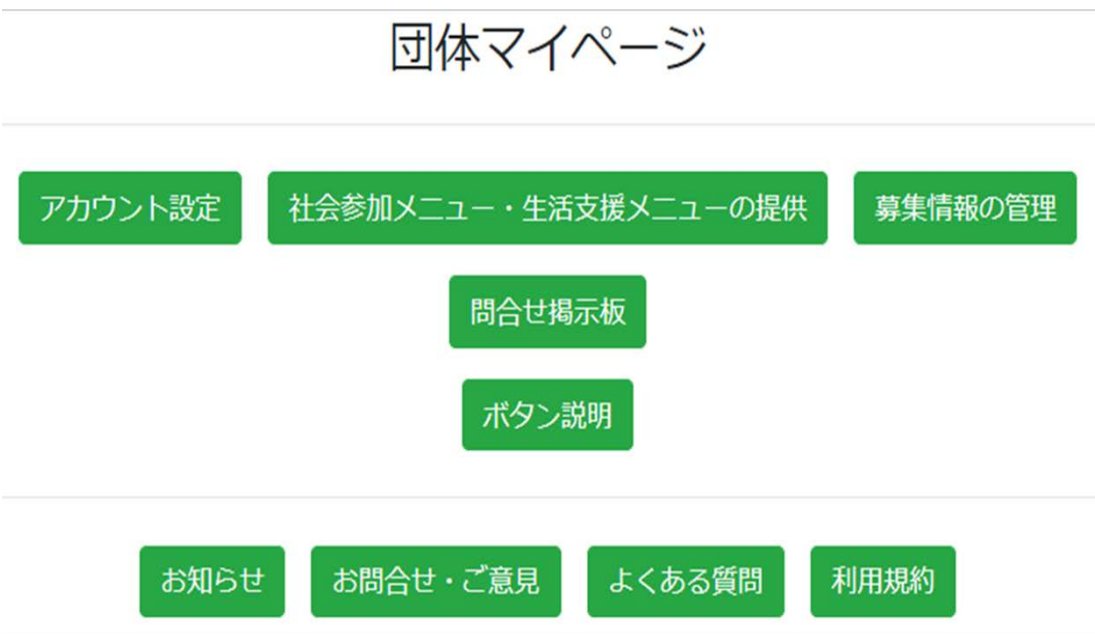 団体マイページ
アカウント設定 社会参加メニュー・生活支援メニューの提供 募集情報の管理
問合せ掲示板
ボタン説明
お知らせ お問合せ・ご意見 よくある質問 利用規約